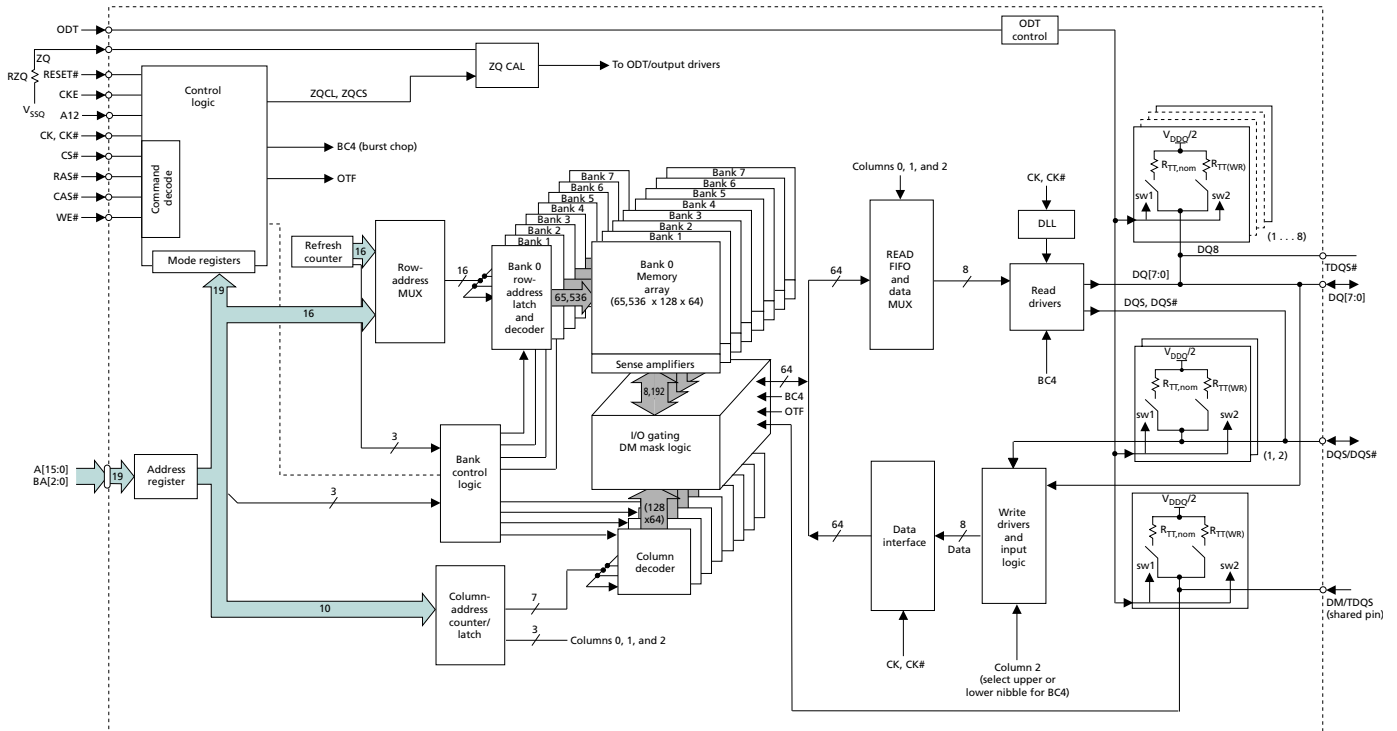 ODT
ODT
control
ZQ
RZQ
RESET#
CKE
VSSQ
A12
CK, CK#
CS#
RAS#
CAS#
WE#
Control
logic
Command
decode
Mode registers
ZQCL, ZQCS
ZQ CAL
To ODT/output drivers
BC4 (burst chop)
OTF
Refresh
counter
16
Row-
address
MUX
16
19
16
Bank 7
Bank 6
Bank 5
Bank 4
Bank 3
Bank 2
Bank 1
Bank 0
row-
address
latch
and
decoder
65,536
Bank 7
Bank 6
Bank 5
Bank 4
Bank 3
Bank 2
Bank 1
Bank 0
Memory
array
(65,536 x 128 x 64)
Sense amplifiers
8,192
64
BC4
OTF
I/O gating
DM mask logic
(128
x64)
Column
decoder
3
3
Bank
control
logic
A[15:0]
BA[2:0]
19
Address
register
10
Column-
address
counter/
latch
7
3
Columns 0, 1, and 2
Columns 0, 1, and 2
64
READ
FIFO
and
data
MUX
8
CK, CK#
DLL
Read
drivers
BC4
64
Data
interface
8
Data
Write
drivers
and
input
logic
CK, CK#
Column 2
(select upper or
lower nibble for BC4)
VDDQ/2
RTT,nom
RTT(WR)
sw1
sw2
(1 . . . 8)
DQ8
TDQS#
DQ[7:0]
DQ[7:0]
DQS, DQS#
VDDQ/2
RTT,nom
RTT(WR)
sw1
sw2
(1, 2)
DQS/DQS#
VDDQ/2
RTT,nom
RTT(WR)
sw1
sw2
DM/TDQS
(shared pin)